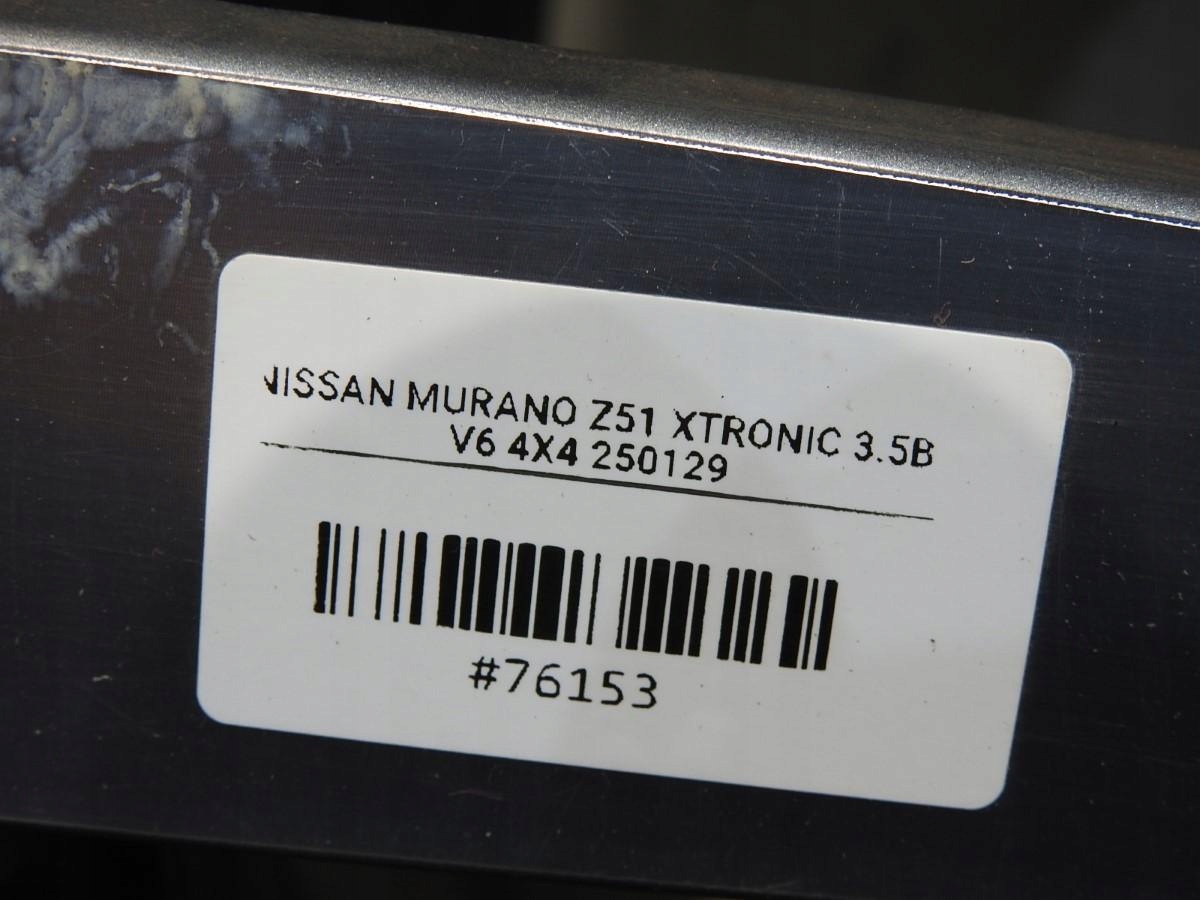 NISSAN MURANO Z51 XTRONIC 3.5B
V6 4X4 250129
#76153